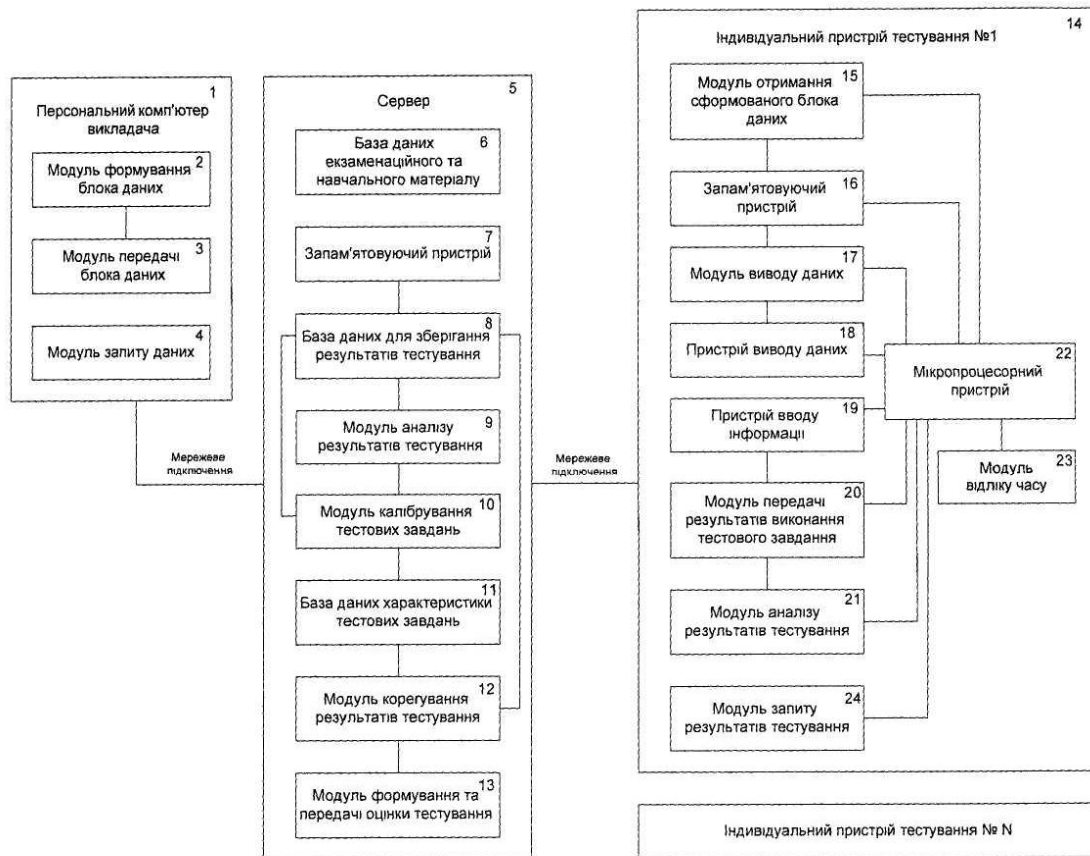 1
Персональний комп'ютер
викладача
2
Модуль формування
блока даних
3
Модуль передачі
блока даних
4
Модуль запиту даних
Мережеве
підключення
5
Сервер
6
База даних
екзаменаційного та
навчального матеріалу
7
Запам'ятовуючий пристрій
8
База даних для зберігання
результатів тестування
9
Модуль аналізу
результатів тестування
10
Модуль калібрування
тестових завдань
11
База даних характеристики
тестових завдань
12
Модуль корегування
результатів тестування
13
Модуль формування та
передачі оцінки тестування
Мережеве
підключення
14
Індивідуальний пристрій тестування №1
15
Модуль отримання
сформованого блока
даних
16
Запам'ятовуючий
пристрій
17
Модуль виводу даних
18
Пристрій виводу даних
19
Пристрій вводу
інформації
20
Модуль передачі
результатів виконання
тестового завдання
21
Модуль аналізу
результатів тестування
22
Мікропроцесорний
пристрій
23
Модуль
відліку часу
24
Модуль запиту
результатів тестування
Індивідуальний пристрій тестування № N